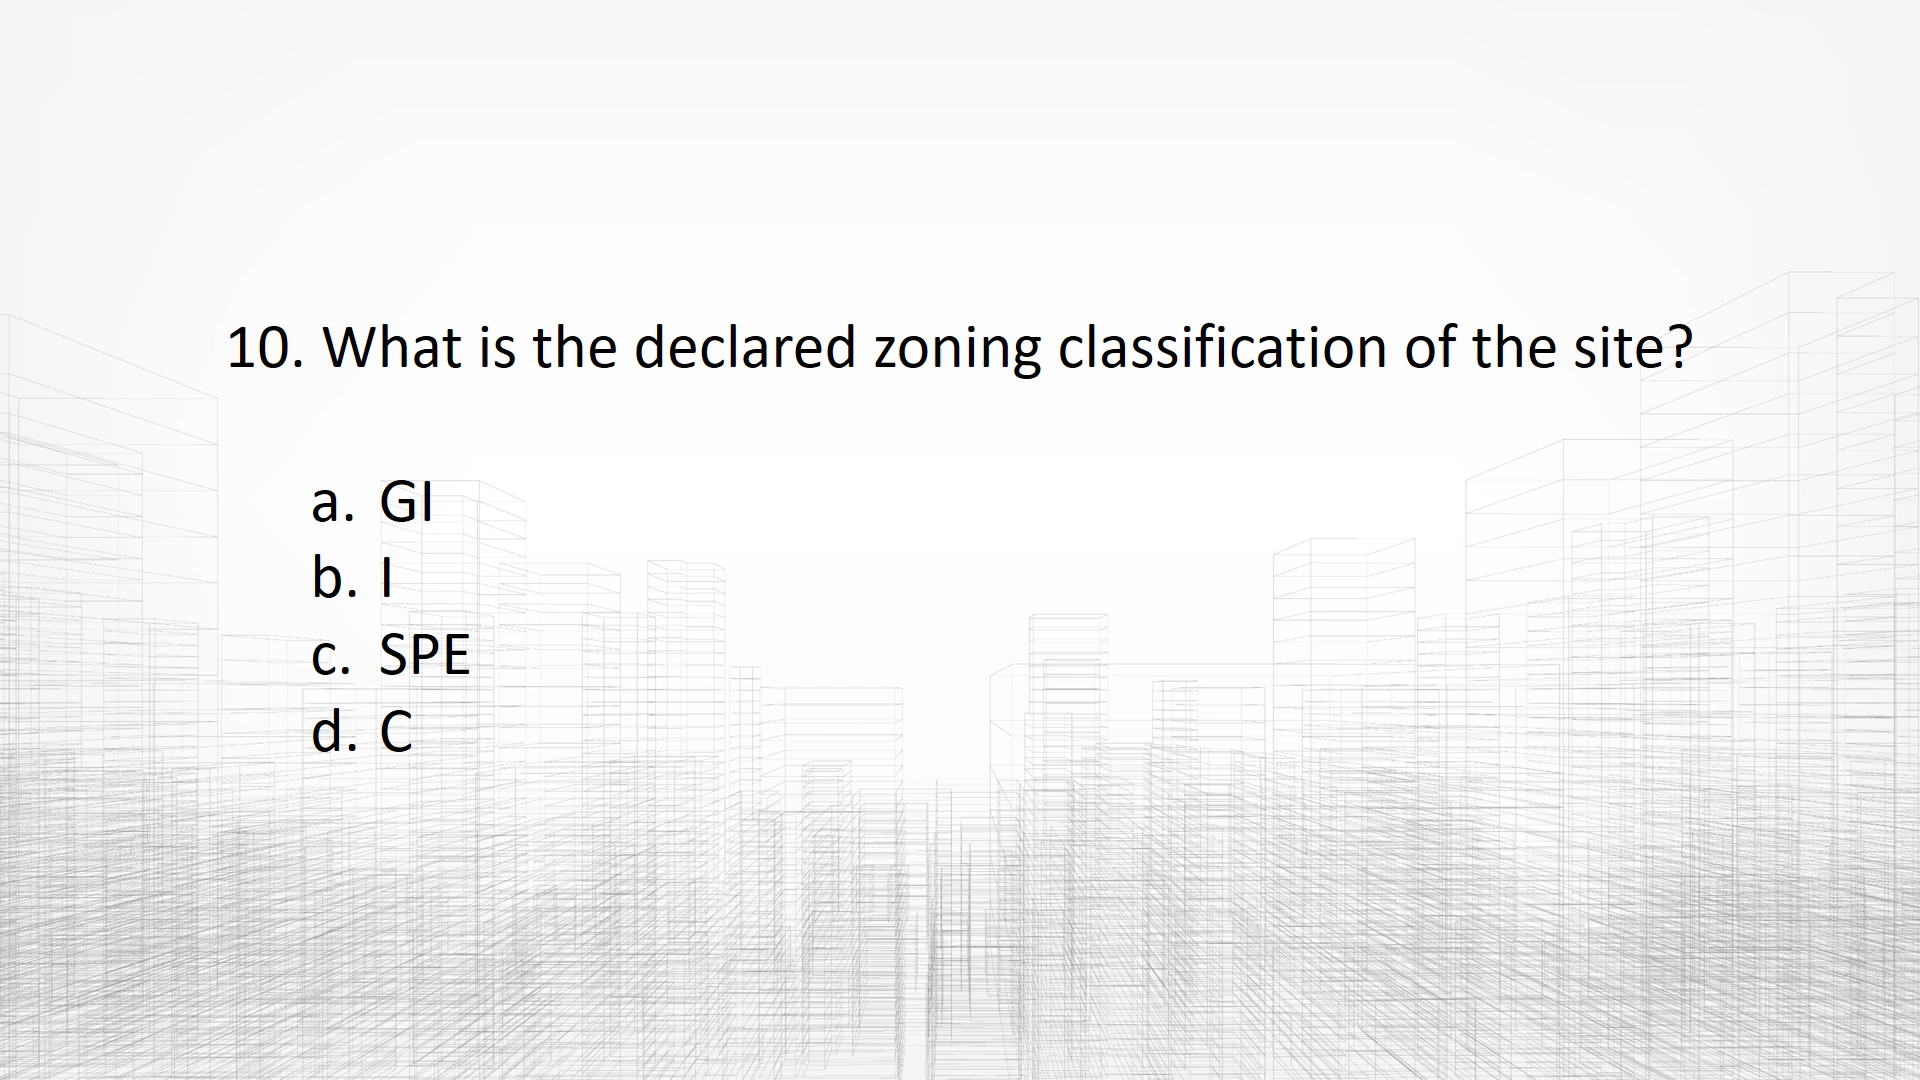 10. What is the declared zoning classification of the site?
a. GI
b. I
c. SPE
d. C